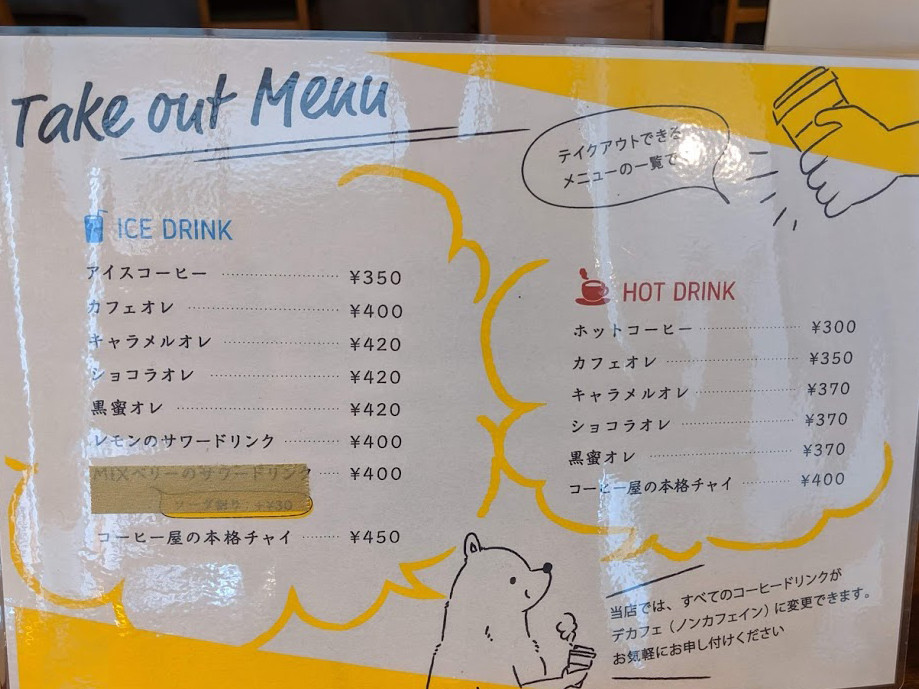 Take out Menu
テイクアウトできる
メニューの一覧で
ICE DRINK
アイスコーヒー ¥350
カフェオレ ¥400
キャラメルオレ ¥420
ショコラオレ ¥420
黒蜜オレ ¥420
レモンのサワードリンク ¥400
MIXベリーのサワードリンク ¥400
ソーダ割り：+¥30
コーヒー屋の本格チャイ ¥450
HOT DRINK
ホットコーヒー ¥300
カフェオレ ¥350
キャラメルオレ ¥370
ショコラオレ ¥370
黒蜜オレ ¥370
コーヒー屋の本格チャイ ¥400
当店では、すべてのコーヒードリンクが
デカフェ（ノンカフェイン）に変更できます。
お気軽にお申し付けください